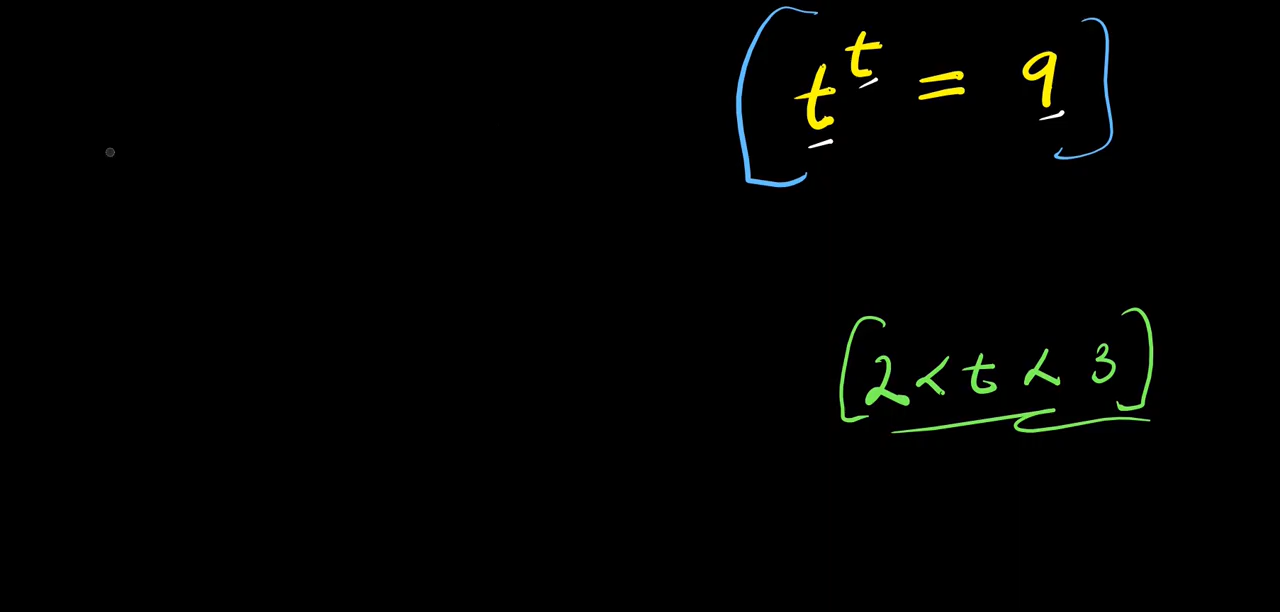 [t^t = 9]
[2 < t < 3]